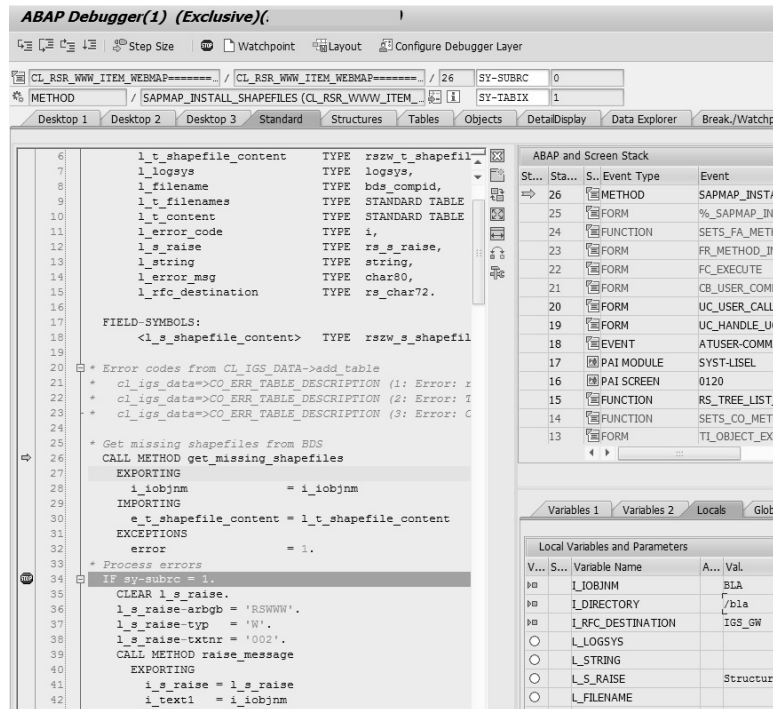 ABAP Debugger(1) (Exclusive)(.
Step Size Watchpoint Layout Configure Debugger Layer
CL_RSR_WWW_ITEM_WEBMAP=======… / CL_RSR_WWW_ITEM_WEBMAP=======… / 26 SY-SUBRC 0
METHOD / SAPMAP_INSTALL_SHAPEFILES (CL_RSR_WWW_ITEM_… SY-TABIX 1
Desktop 1 Desktop 2 Desktop 3 Standard Structures Tables Objects DetailDisplay Data Explorer Break./Watchp
6 l_t_shapefile_content TYPE rszw_t_shapefil
7 l_logsys TYPE logsys,
8 l_filename TYPE bds_compid,
9 l_t_filenames TYPE STANDARD TABLE
10 l_t_content TYPE STANDARD TABLE
11 l_error_code TYPE i,
12 l_s_raise TYPE rs_s_raise,
13 l_string TYPE string,
14 l_error_msg TYPE char80,
15 l_rfc_destination TYPE rs_char72.
16
17 FIELD-SYMBOLS:
18 <l_s_shapefile_content> TYPE rszw_s_shapefil
19
20 * Error codes from CL_IGS_DATA->add_table
21 * cl_igs_data=>CO_ERR_TABLE_DESCRIPTION (1: Error: r
22 * cl_igs_data=>CO_ERR_TABLE_DESCRIPTION (2: Error: T
23 * cl_igs_data=>CO_ERR_TABLE_DESCRIPTION (3: Error: C
24
25 * Get missing shapefiles from BDS
26 CALL METHOD get_missing_shapefiles
27 EXPORTING
28 i_iobjnm = i_iobjnm
29 IMPORTING
30 e_t_shapefile_content = l_t_shapefile_content
31 EXCEPTIONS
32 error = 1.
33 * Process errors
34 IF sy-subrc = 1.
35 CLEAR l_s_raise.
36 l_s_raise-arbgb = 'RSWWW'.
37 l_s_raise-typ = 'W'.
38 l_s_raise-txtnr = '002'.
39 CALL METHOD raise_message
40 EXPORTING
41 i_s_raise = l_s_raise
42 i_text1 = i_iobjnm
ABAP and Screen Stack
St… Sta… S.. Event Type Event
26 METHOD SAPMAP_INSTA
25 FORM %_SAPMAP_IN
24 FUNCTION SETS_FA_METH
23 FORM FR_METHOD_IN
22 FORM FC_EXECUTE
21 FORM CB_USER_COM
20 FORM UC_USER_CALL
19 FORM UC_HANDLE_UC
18 EVENT ATUSER-COMM
17 PAI MODULE SYST-LISEL
16 PAI SCREEN 0120
15 FUNCTION RS_TREE_LIST_
14 FUNCTION SETS_CO_MET
13 FORM TI_OBJECT_EX
Variables 1 Variables 2 Locals Glob
Local Variables and Parameters
V… S… Variable Name A… Val.
I_IOBJNM BLA
I_DIRECTORY /bla
I_RFC_DESTINATION IGS_GW
L_LOGSYS
L_STRING
L_S_RAISE Structur
L_FILENAME